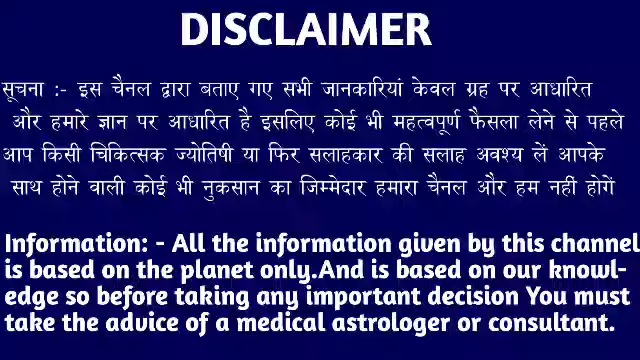 DISCLAIMER
सूचना :- इस चैनल द्वारा बताए गए सभी जानकारियां केवल ग्रह पर आधारित
और हमारे ज्ञान पर आधारित है इसलिए कोई भी महत्वपूर्ण फैसला लेने से पहले
आप किसी चिकित्सक ज्योतिषी या फिर सलाहकार की सलाह अवश्य लें आपके
साथ होने वाली कोई भी नुकसान का जिम्मेदार हमारा चैनल और हम नहीं होगें
Information: - All the information given by this channel
is based on the planet only.And is based on our knowl-
edge so before taking any important decision You must
take the advice of a medical astrologer or consultant.